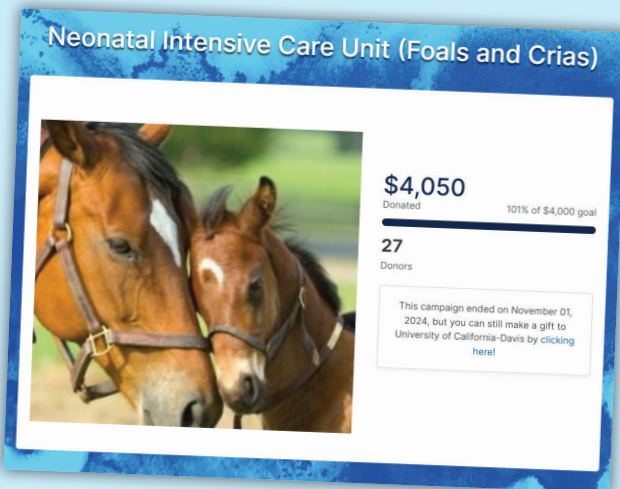 Neonatal Intensive Care Unit (Foals and Crias)
$4,050
Donated
101% of $4,000 goal
27
Donors
This campaign ended on November 01,
2024, but you can still make a gift to
University of California-Davis by clicking
here!